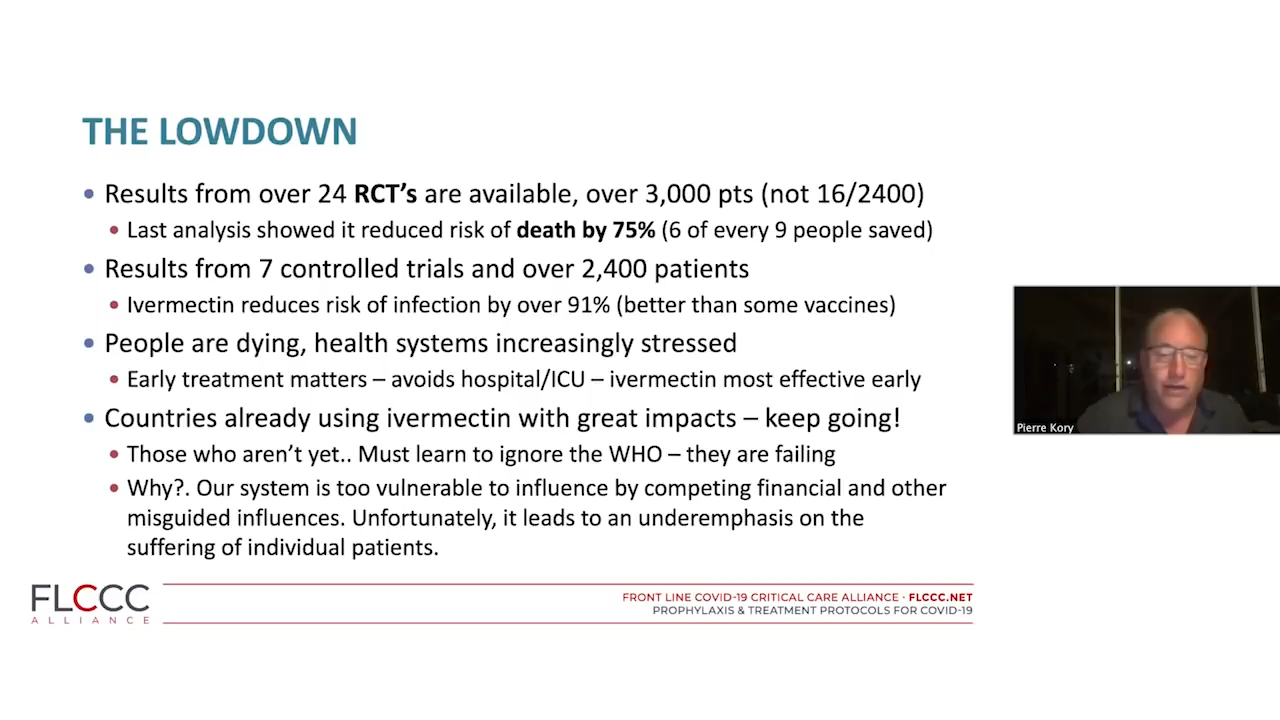 THE LOWDOWN
• Results from over 24 RCT’s are available, over 3,000 pts (not 16/2400)
• Last analysis showed it reduced risk of death by 75% (6 of every 9 people saved)
• Results from 7 controlled trials and over 2,400 patients
• Ivermectin reduces risk of infection by over 91% (better than some vaccines)
• People are dying, health systems increasingly stressed
• Early treatment matters – avoids hospital/ICU – ivermectin most effective early
• Countries already using ivermectin with great impacts – keep going!
• Those who aren’t yet.. Must learn to ignore the WHO – they are failing
• Why?. Our system is too vulnerable to influence by competing financial and other
misguided influences. Unfortunately, it leads to an underemphasis on the
suffering of individual patients.
Pierre Kory
FLCCC
ALLIANCE
FRONT LINE COVID-19 CRITICAL CARE ALLIANCE · FLCCC.NET
PROPHYLAXIS & TREATMENT PROTOCOLS FOR COVID-19